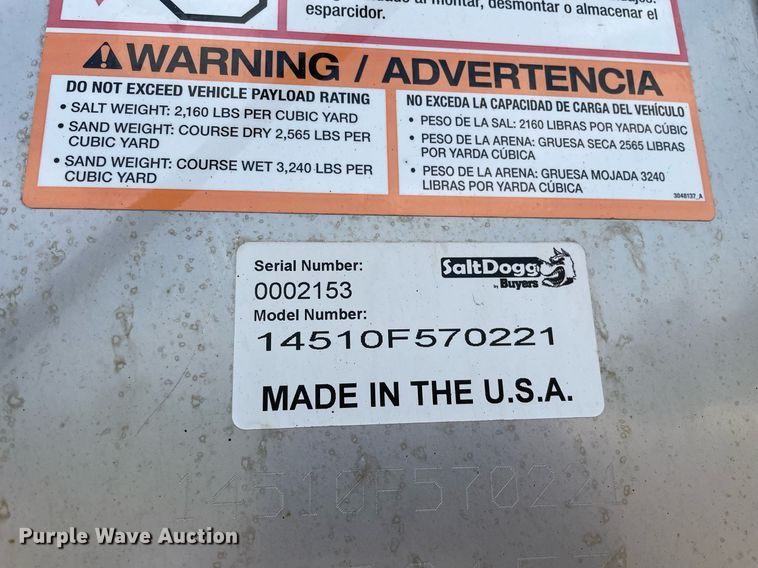 desmontar o almacenar el
esparcidor.
WARNING / ADVERTENCIA
DO NOT EXCEED VEHICLE PAYLOAD RATING
• SALT WEIGHT: 2,160 LBS PER CUBIC YARD
• SAND WEIGHT: COURSE DRY 2,565 LBS PER
CUBIC YARD
• SAND WEIGHT: COURSE WET 3,240 LBS PER
CUBIC YARD
NO EXCEDA LA CAPACIDAD DE CARGA DEL VEHÍCULO
• PESO DE LA SAL: 2160 LIBRAS POR YARDA CÚBIC
• PESO DE LA ARENA: GRUESA SECA 2565 LIBRAS
POR YARDA CÚBICA
• PESO DE LA ARENA: GRUESA MOJADA 3240
LIBRAS POR YARDA CÚBICA
3048137_A
Serial Number:
0002153
SaltDogg
by Buyers
Model Number:
14510F570221
MADE IN THE U.S.A.
14510F570221
Purple Wave Auction